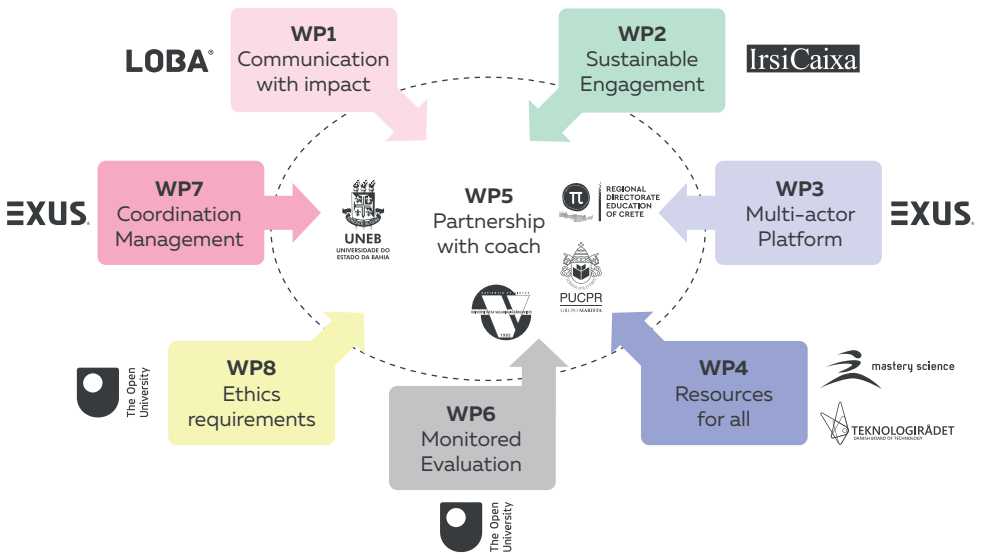 WP1
Communication
with impact
LOBA®
WP2
Sustainable
Engagement
IrsiCaixa
WP7
Coordination
Management
EXUS
UNEB
UNIVERSIDADE DO
ESTADO DA BAHIA
WP5
Partnership
with coach
π
REGIONAL
DIRECTORATE
EDUCATION
OF CRETE
PUCPR
GRUPO MARISTA
1992
WP3
Multi-actor
Platform
EXUS
WP8
Ethics
requirements
The Open
University
WP6
Monitored
Evaluation
The Open
University
WP4
Resources
for all
mastery science
TEKNOLOGIRÅDET
DANISH BOARD OF TECHNOLOGY